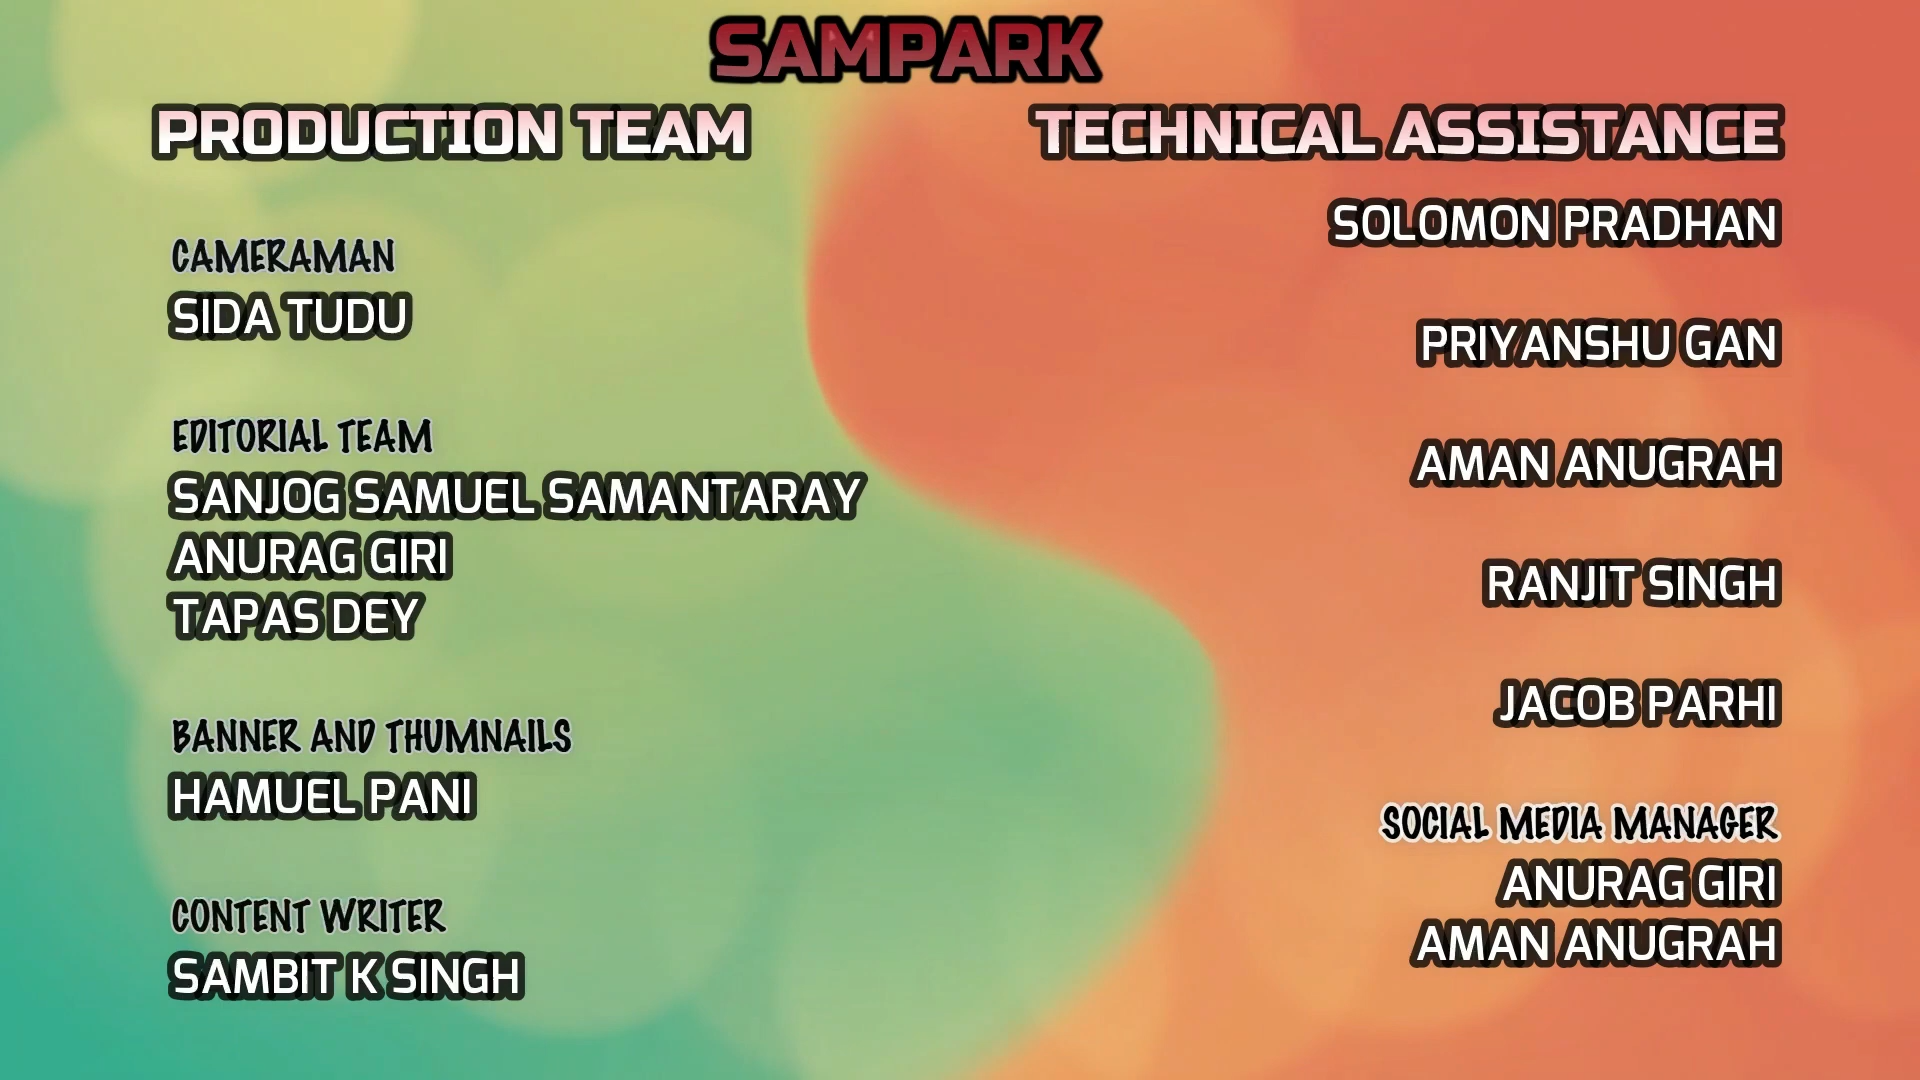 SAMPARK
PRODUCTION TEAM
CAMERAMAN
SIDA TUDU
EDITORIAL TEAM
SANJOG SAMUEL SAMANTARAY
ANURAG GIRI
TAPAS DEY
BANNER AND THUMNAILS
HAMUEL PANI
CONTENT WRITER
SAMBIT K SINGH
TECHNICAL ASSISTANCE
SOLOMON PRADHAN
PRIYANSHU GAN
AMAN ANUGRAH
RANJIT SINGH
JACOB PARHI
SOCIAL MEDIA MANAGER
ANURAG GIRI
AMAN ANUGRAH